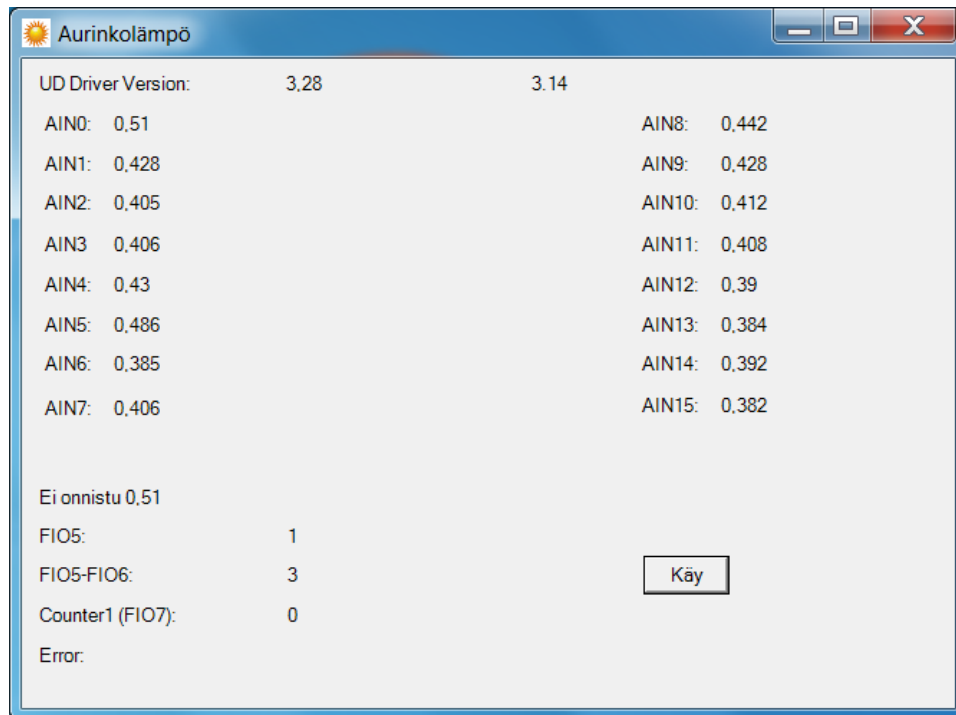 Aurinkolämpö
UD Driver Version: 3,28 3.14
AIN0: 0,51 AIN8: 0,442
AIN1: 0,428 AIN9: 0,428
AIN2: 0,405 AIN10: 0,412
AIN3 0,406 AIN11: 0,408
AIN4: 0,43 AIN12: 0,39
AIN5: 0,486 AIN13: 0,384
AIN6: 0,385 AIN14: 0,392
AIN7: 0,406 AIN15: 0,382
Ei onnistu 0,51
FIO5: 1
FIO5-FIO6: 3 Käy
Counter1 (FIO7): 0
Error: